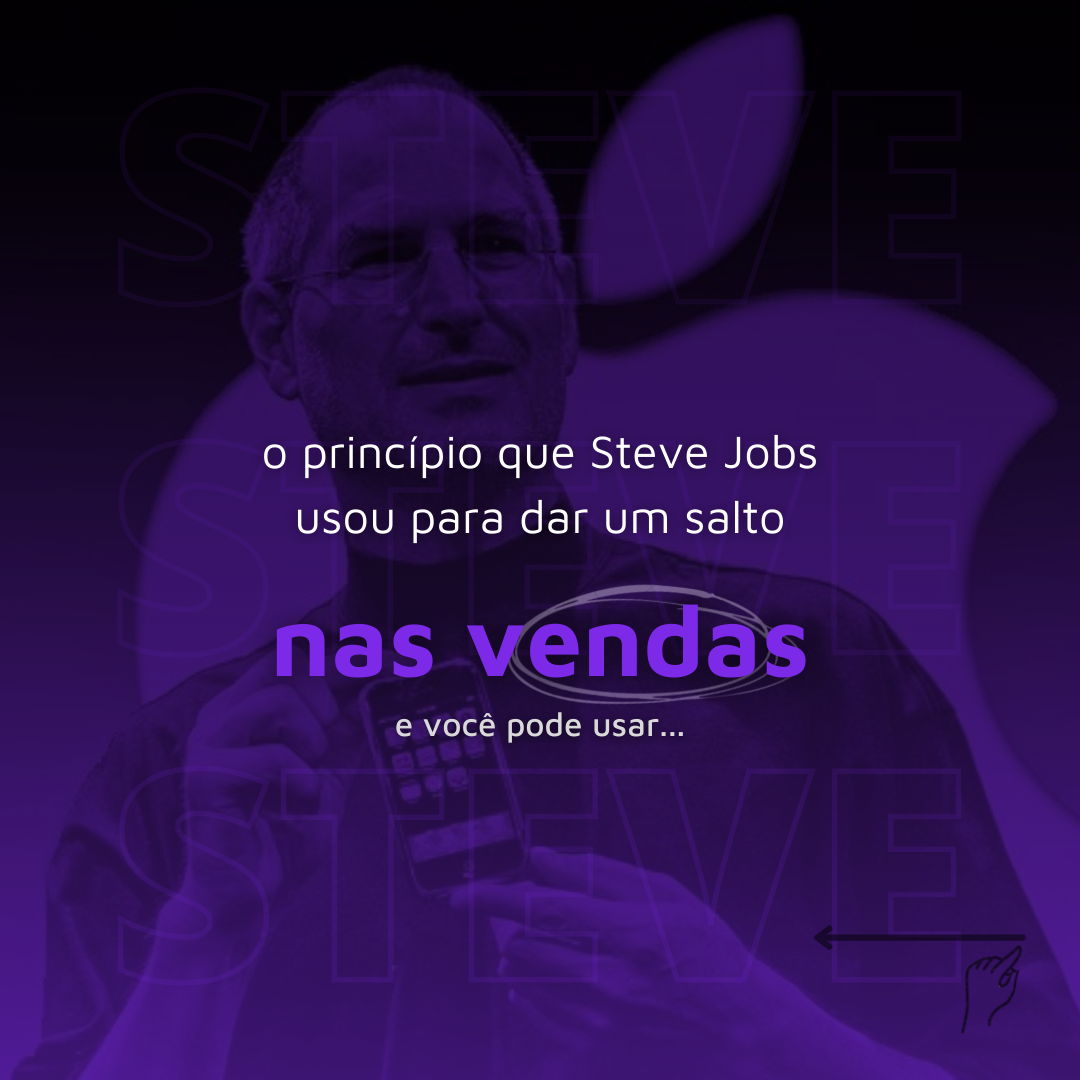 STEVE
o princípio que Steve Jobs
usou para dar um salto
STEVE
nas vendas
e você pode usar...
STEVE